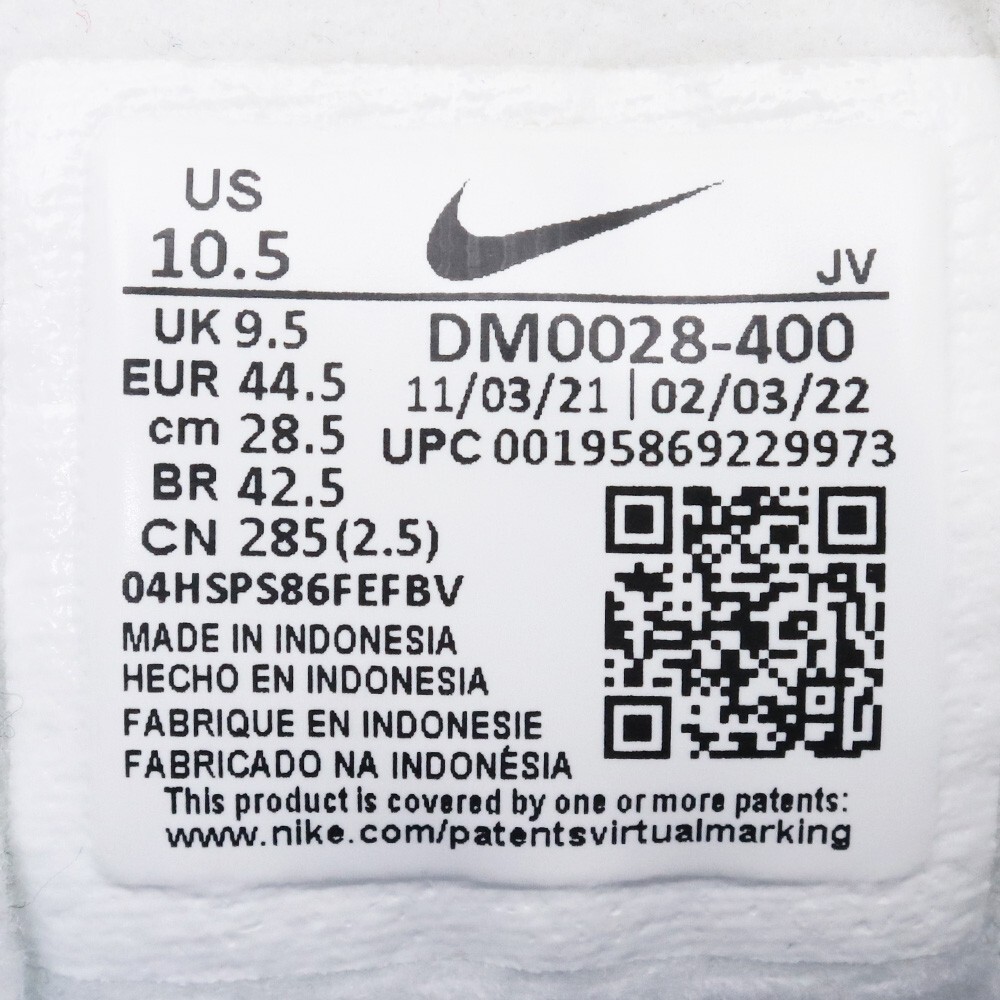 US
10.5
JV
UK 9.5
EUR 44.5
cm 28.5
BR 42.5
CN 285(2.5)
DM0028-400
11/03/21 | 02/03/22
UPC 00195869229973
04HSPS86FEFBV
MADE IN INDONESIA
HECHO EN INDONESIA
FABRIQUE EN INDONESIE
FABRICADO NA INDONÉSIA
This product is covered by one or more patents:
www.nike.com/patentsvirtualmarking